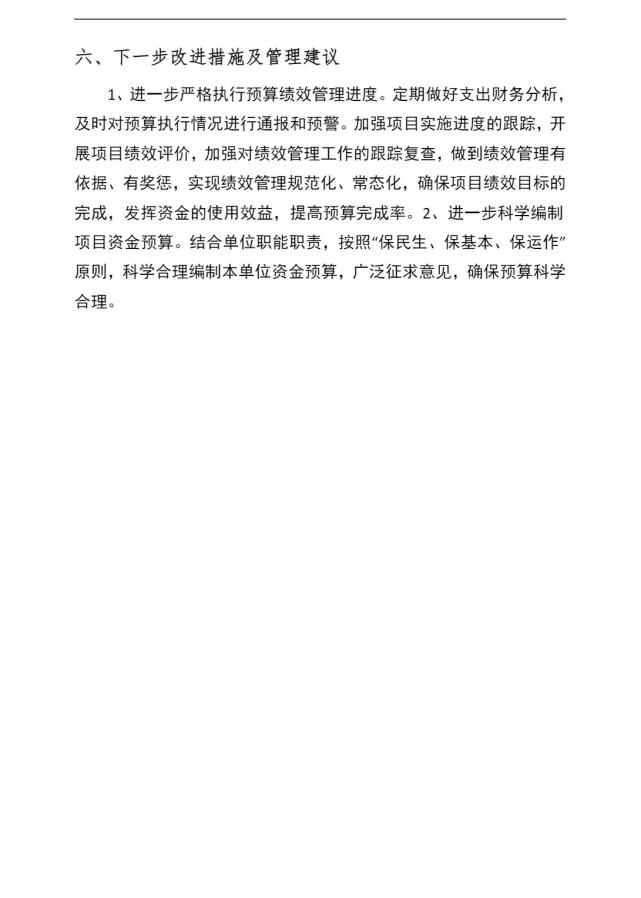 六、下一步改进措施及管理建议
1、进一步严格执行预算绩效管理进度。定期做好支出财务分析，
及时对预算执行情况进行通报和预警。加强项目实施进度的跟踪，开
展项目绩效评价，加强对绩效管理工作的跟踪复查，做到绩效管理有
依据、有奖惩，实现绩效管理规范化、常态化，确保项目绩效目标的
完成，发挥资金的使用效益，提高预算完成率。2、进一步科学编制
项目资金预算。结合单位职能职责，按照“保民生、保基本、保运作”
原则，科学合理编制本单位资金预算，广泛征求意见，确保预算科学
合理。